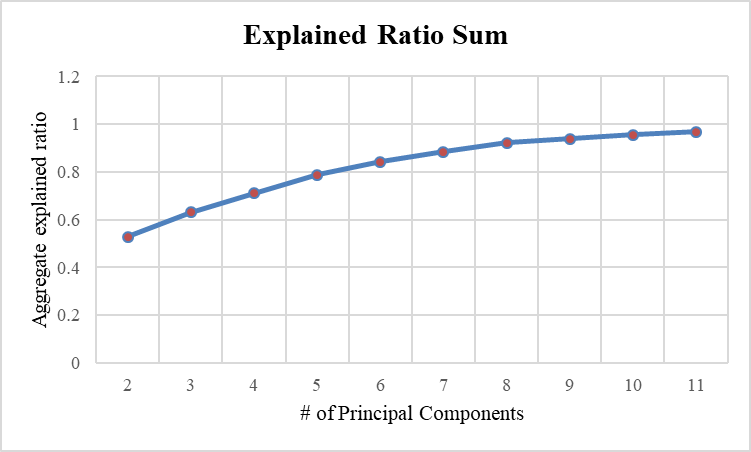 Explained Ratio Sum
Aggregate explained ratio
1.2
1
0.8
0.6
0.4
0.2
0
2 3 4 5 6 7 8 9 10 11
# of Principal Components